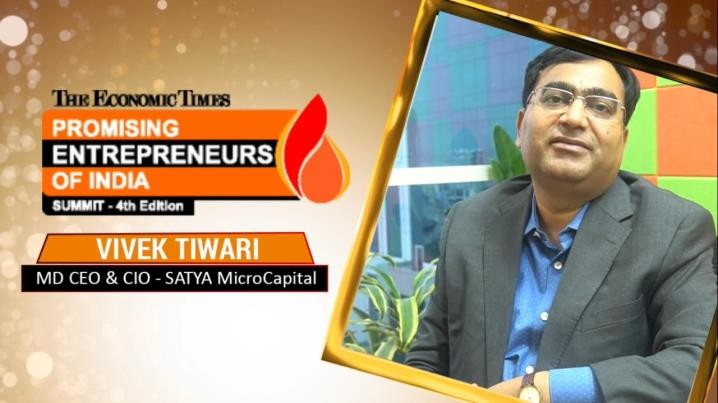 THE ECONOMIC TIMES
PROMISING
ENTREPRENEURS
OF INDIA
SUMMIT - 4th Edition
VIVEK TIWARI
MD CEO & CIO - SATYA MicroCapital